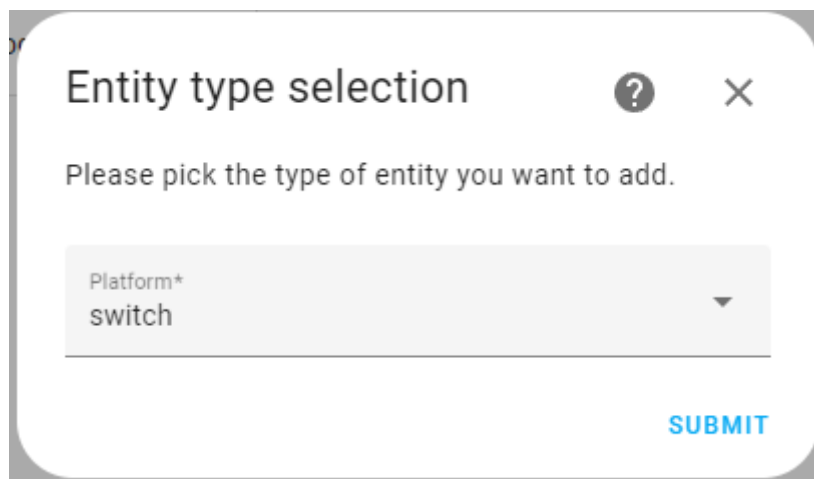 Entity type selection
Please pick the type of entity you want to add.
Platform*
switch
SUBMIT